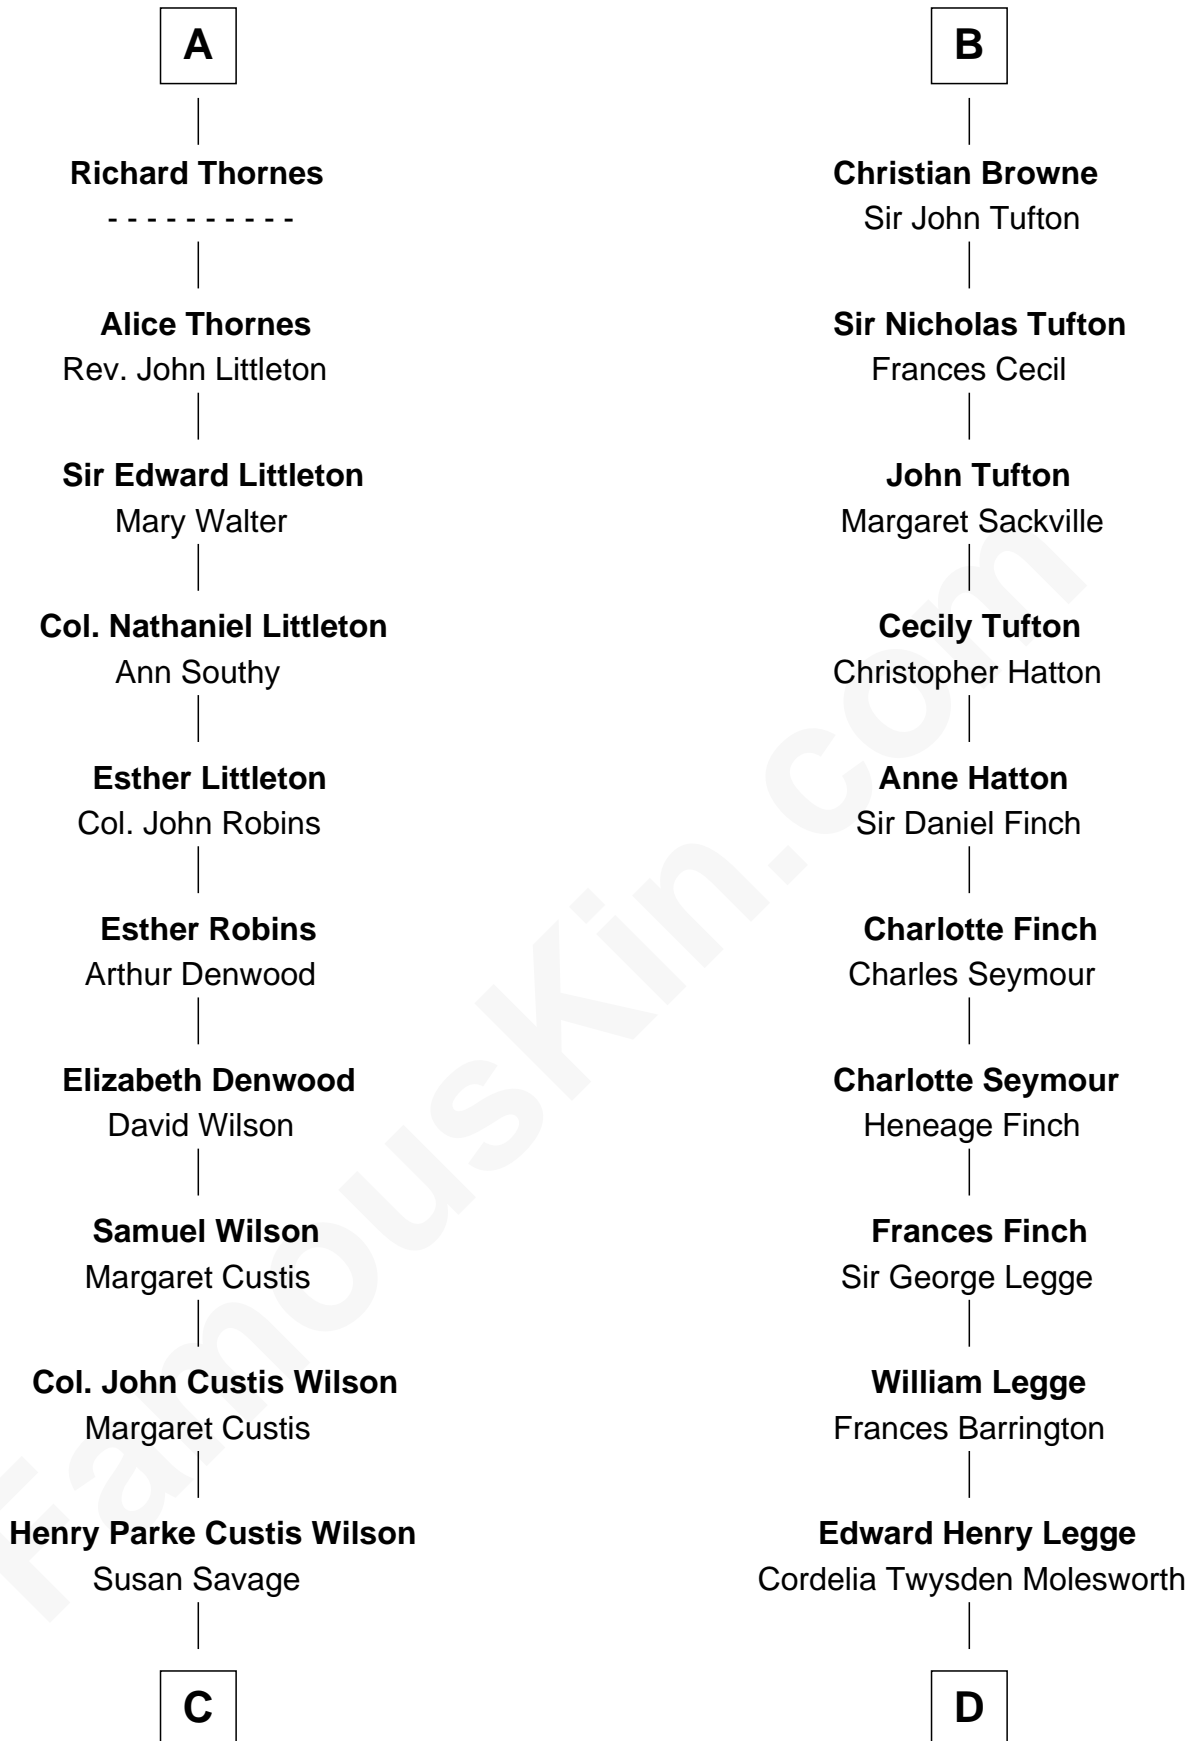 A
Richard Thornes
- - - - - - - - - -
Alice Thornes
Rev. John Littleton
Sir Edward Littleton
Mary Walter
Col. Nathaniel Littleton
Ann Southy
Esther Littleton
Col. John Robins
Esther Robins
Arthur Denwood
Elizabeth Denwood
David Wilson
Samuel Wilson
Margaret Custis
Col. John Custis Wilson
Margaret Custis
Henry Parke Custis Wilson
Susan Savage
C
B
Christian Browne
Sir John Tufton
Sir Nicholas Tufton
Frances Cecil
John Tufton
Margaret Sackville
Cecily Tufton
Christopher Hatton
Anne Hatton
Sir Daniel Finch
Charlotte Finch
Charles Seymour
Charlotte Seymour
Heneage Finch
Frances Finch
Sir George Legge
William Legge
Frances Barrington
Edward Henry Legge
Cordelia Twysden Molesworth
D
FamousKin.com